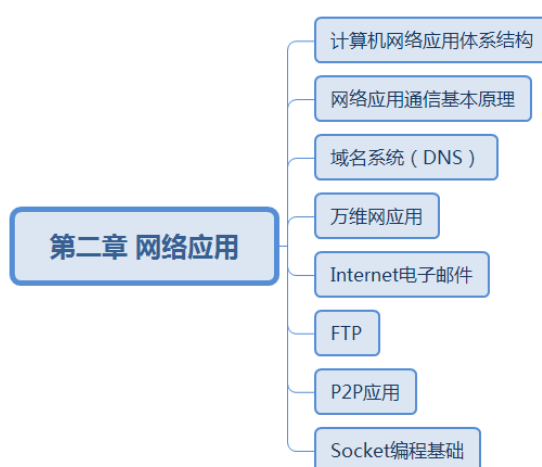 计算机网络应用体系结构
网络应用通信基本原理
域名系统（DNS）
万维网应用
第二章 网络应用
Internet电子邮件
FTP
P2P应用
Socket编程基础